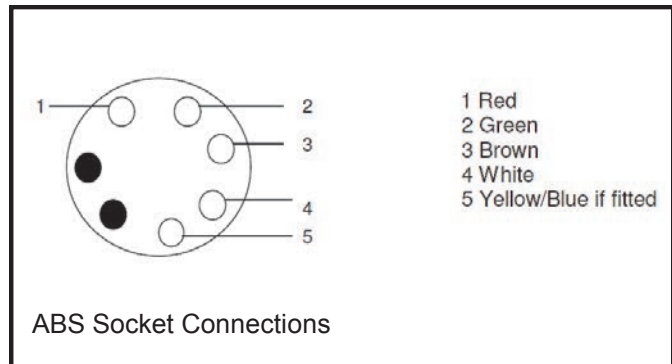 1
2
3
4
5
1 Red
2 Green
3 Brown
4 White
5 Yellow/Blue if fitted
ABS Socket Connections